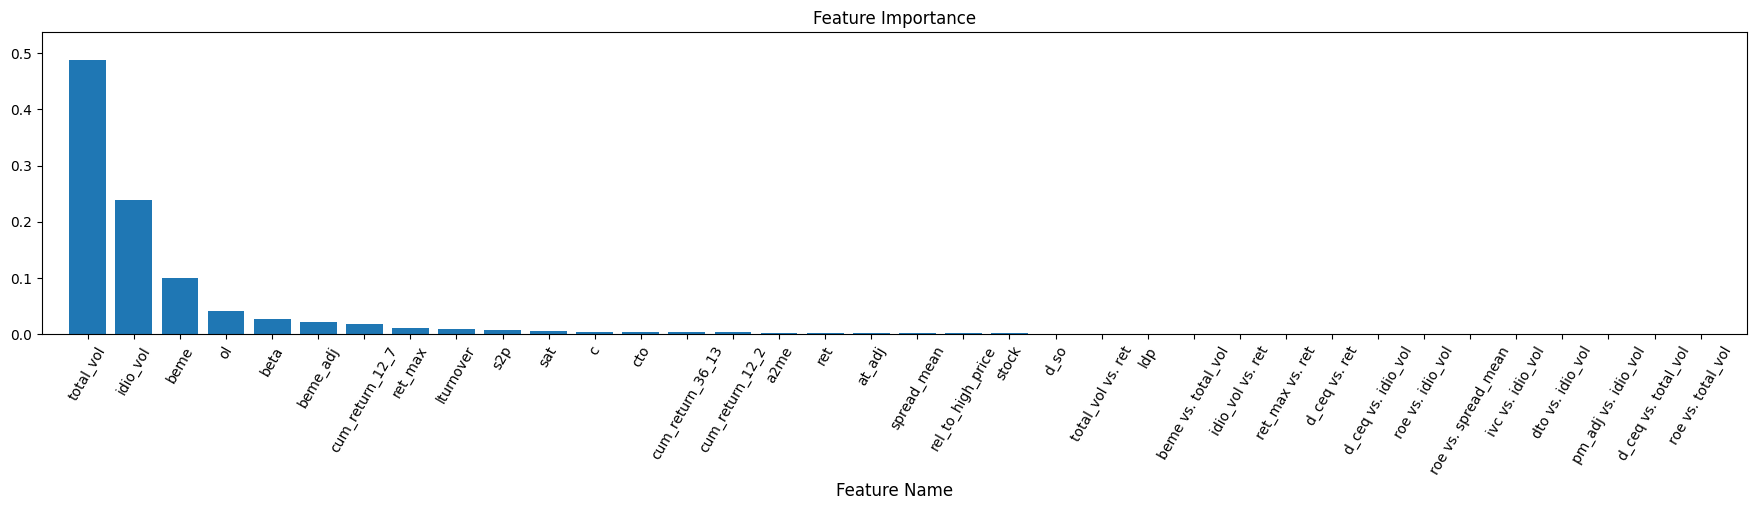 Feature Importance
0.5
0.4
0.3
0.2
0.1
0.0
total_vol
idio_vol
beme
ol
beta
beme_adj
cum_return_12_7
ret_max
lturnover
s2p
sat
c
cto
cum_return_36_13
cum_return_12_2
a2me
ret
at_adj
spread_mean
rel_to_high_price
stock
d_so
total_vol vs. ret
ldp
beme vs. total_vol
idio_vol vs. ret
ret_max vs. ret
d_ceq vs. ret
d_ceq vs. idio_vol
roe vs. idio_vol
roe vs. spread_mean
ivc vs. idio_vol
dto vs. idio_vol
pm_adj vs. idio_vol
d_ceq vs. total_vol
roe vs. total_vol
Feature Name